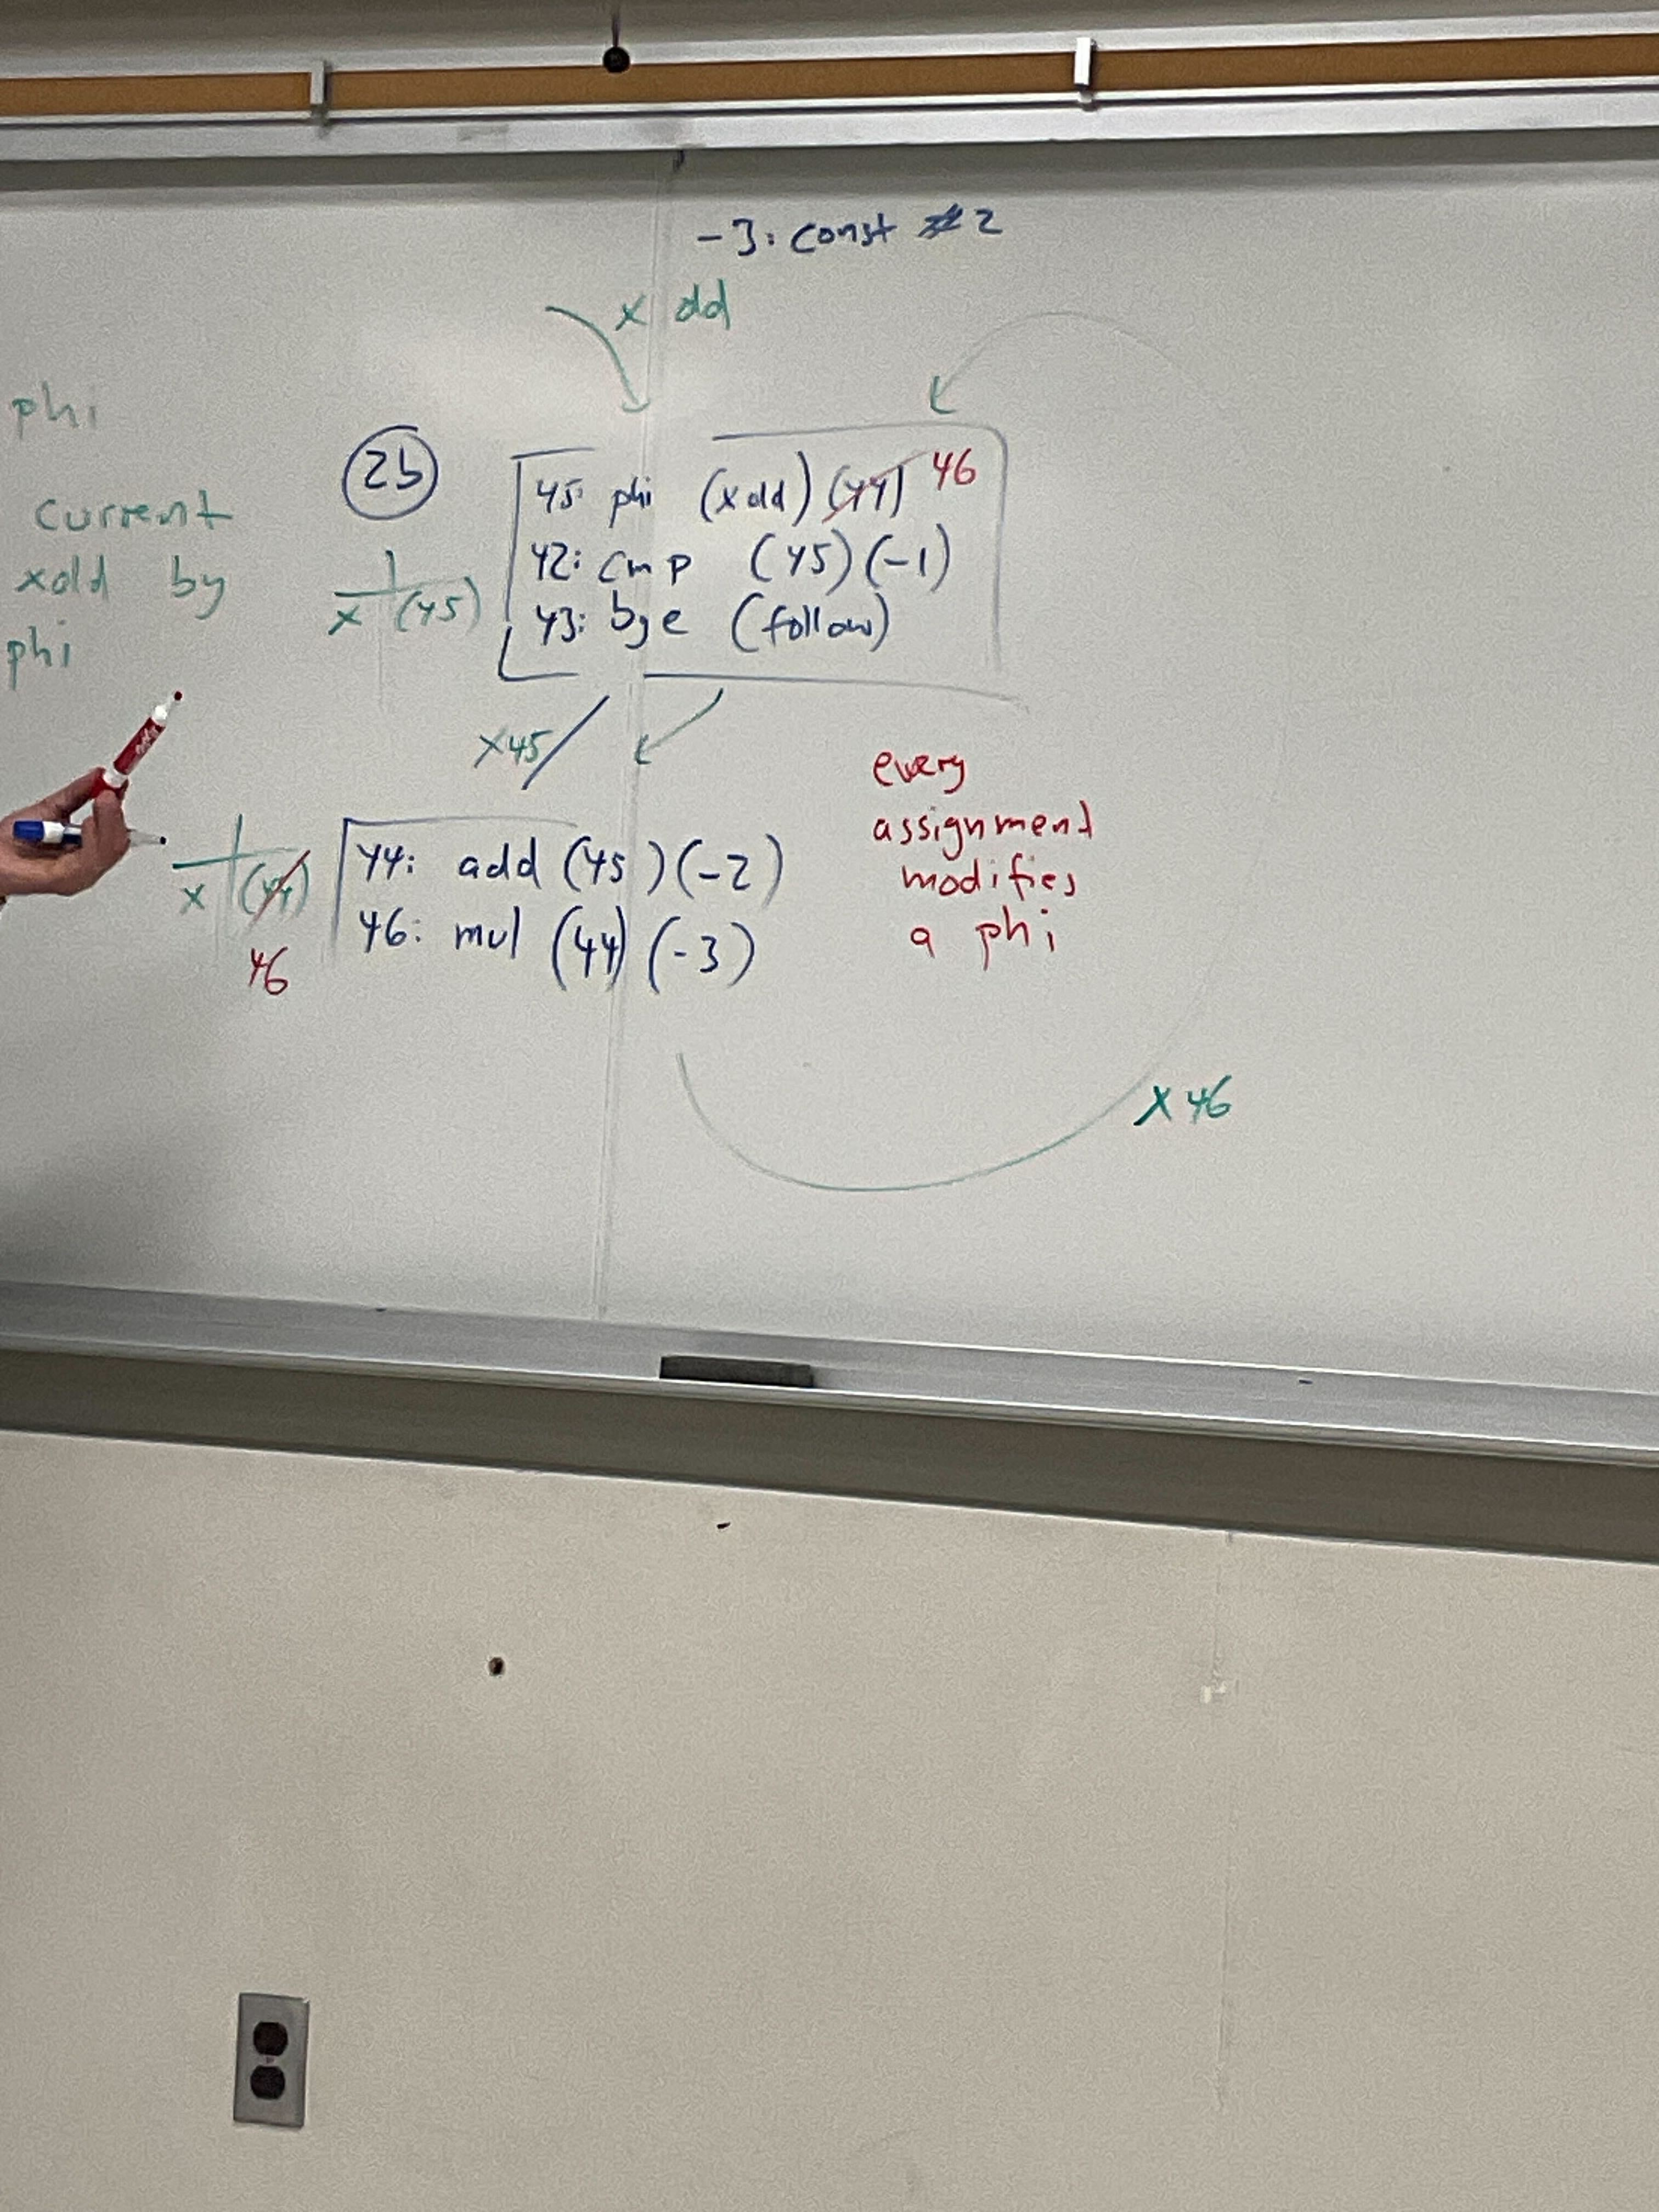 -3: const #2
x old
phi
current
xold by
phi
2b
45: phi (xold) (44) 46
42: cmp (45) (-1)
43: bge (follow)
x (45)
x45
44: add (45) (-2)
46: mul (44) (-3)
x (44)
46
every
assignment
modifies
a phi
x46